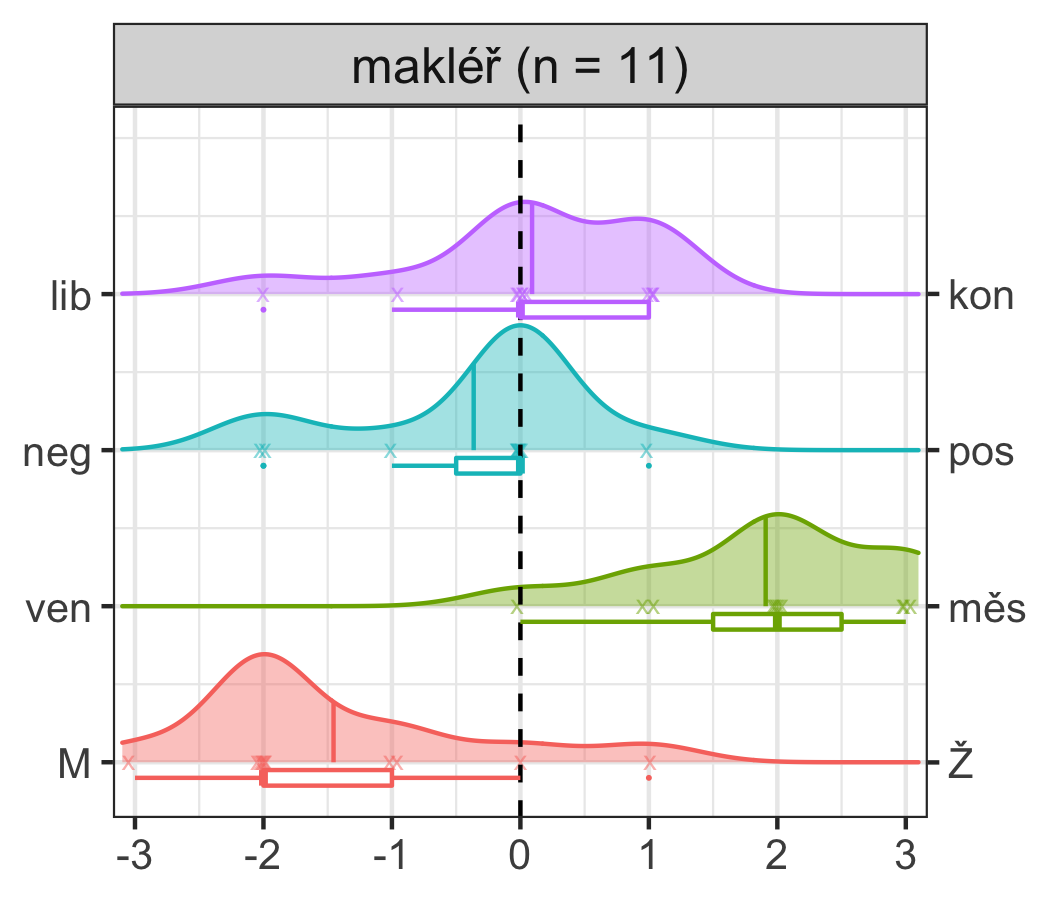 makléř (n = 11)
lib kon
neg pos
ven měs
M Ž
-3 -2 -1 0 1 2 3